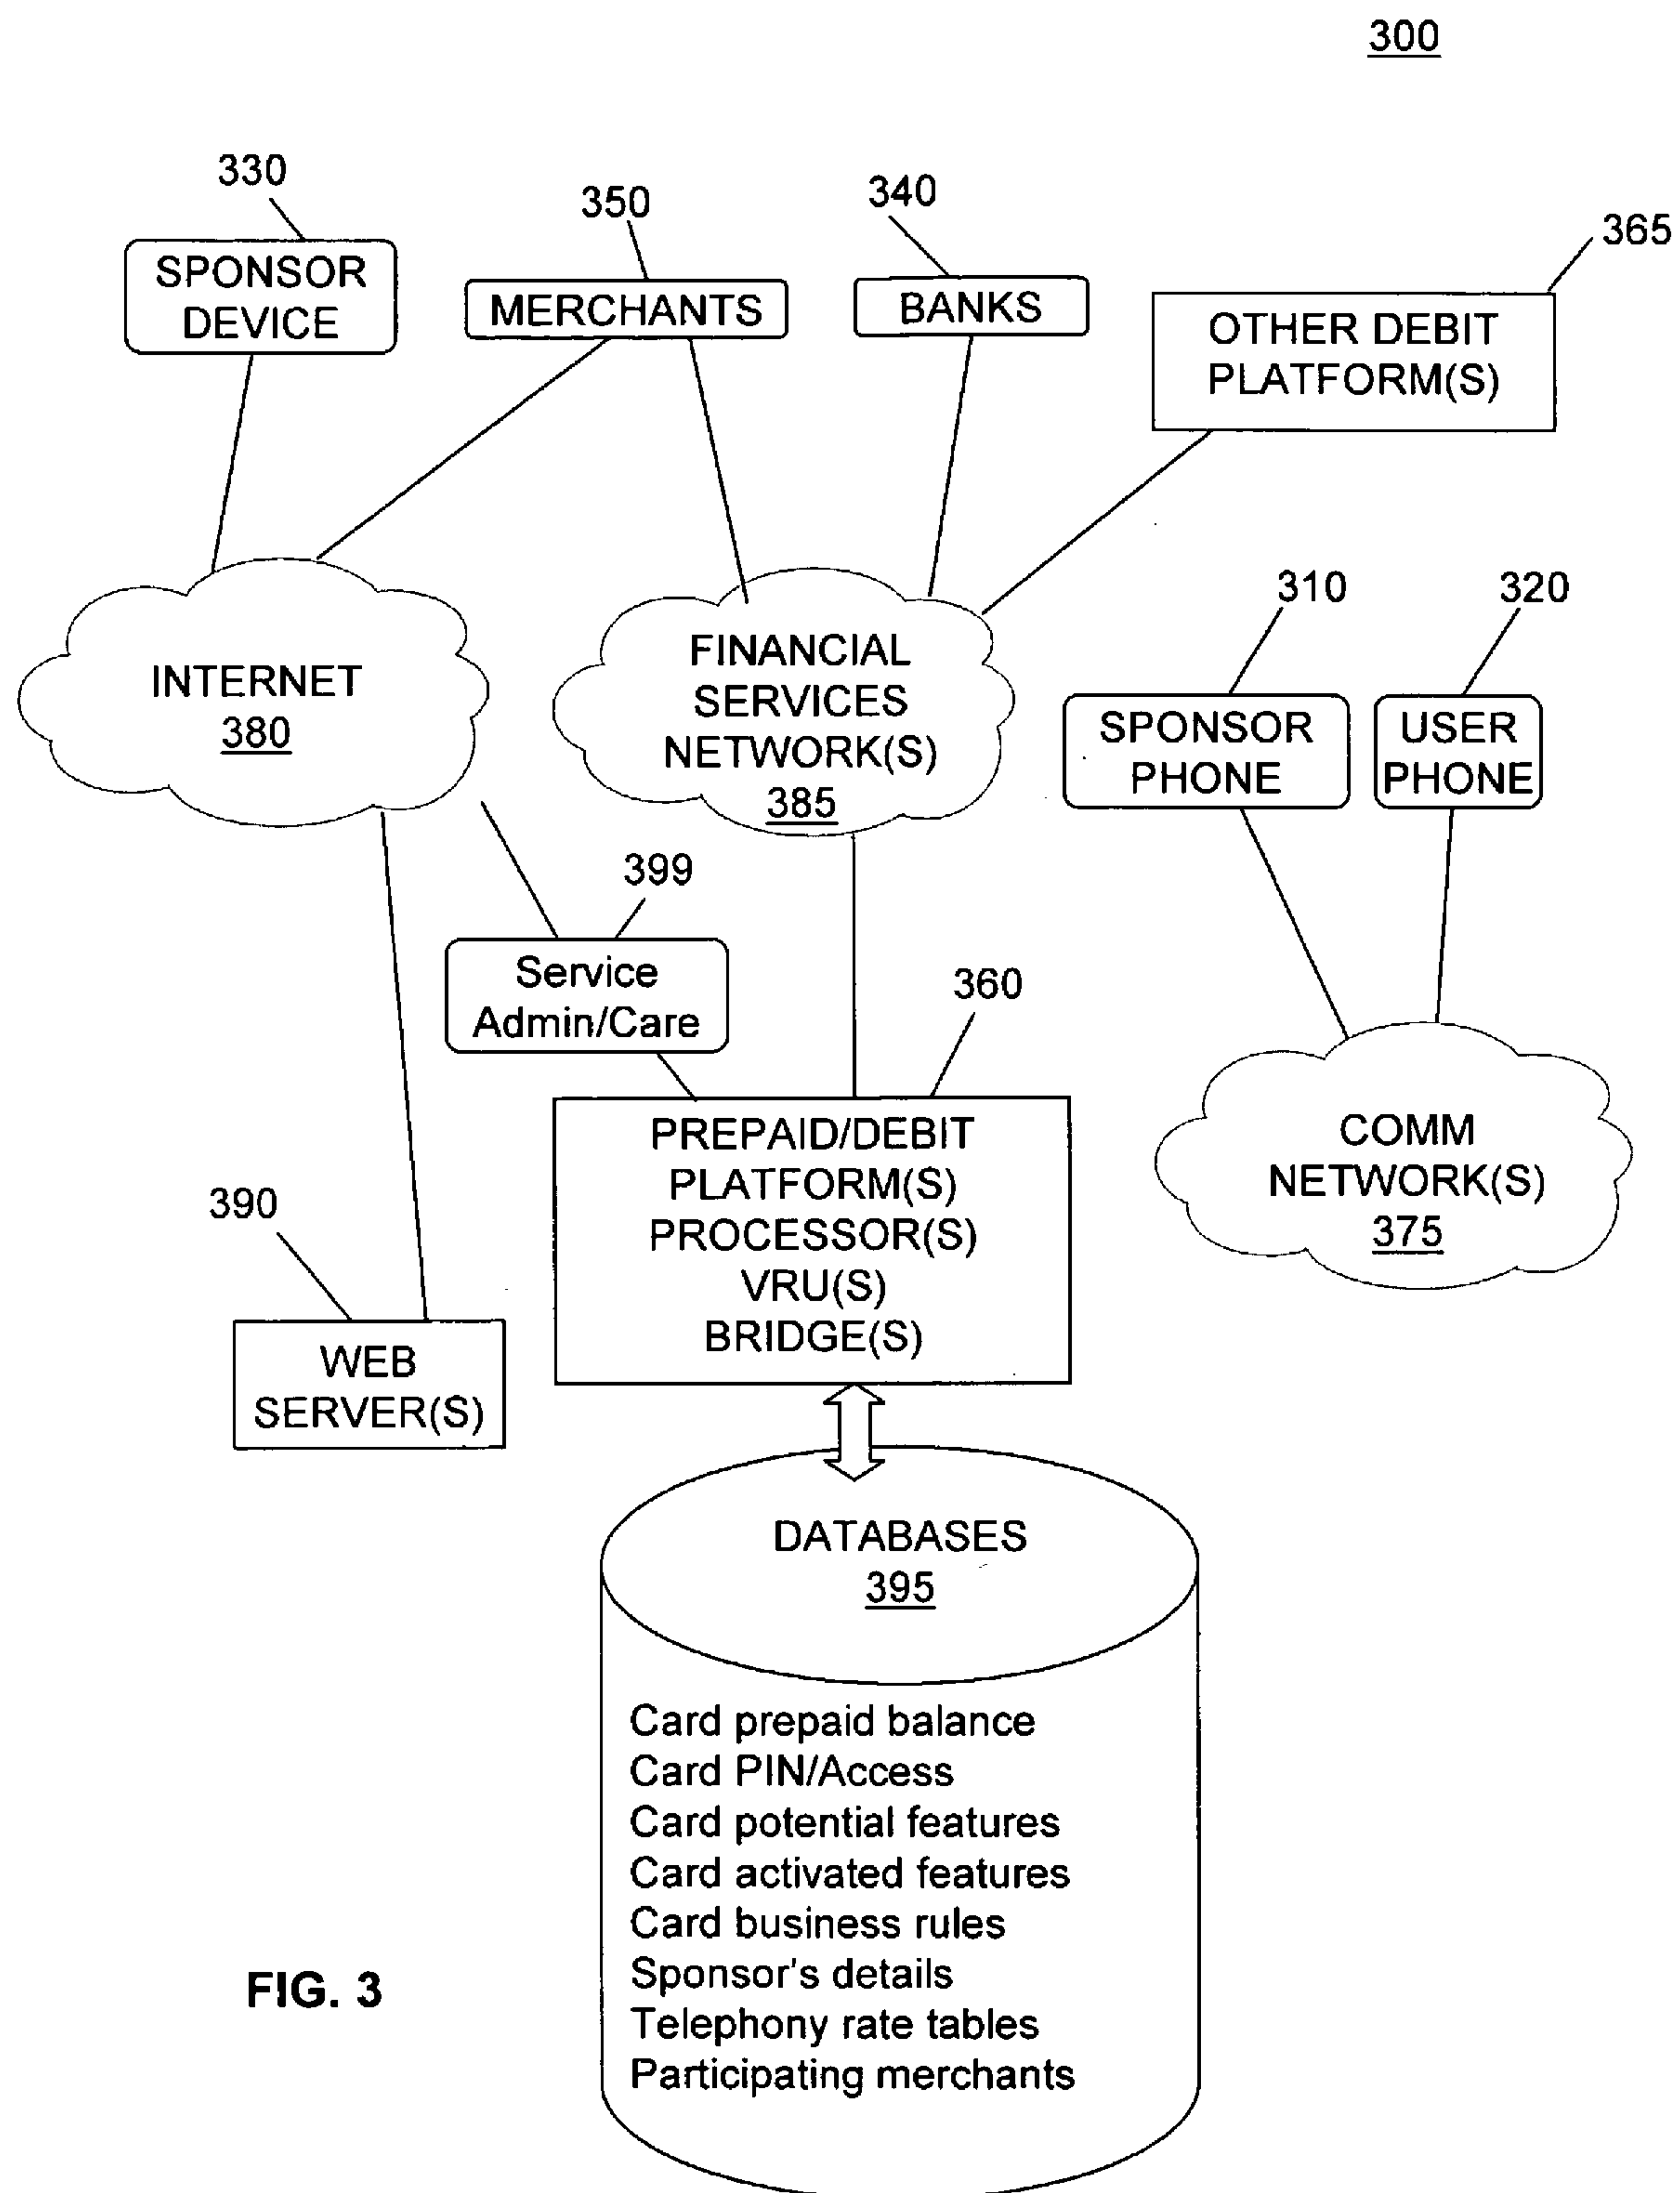 300
330
350
340
365
SPONSOR
DEVICE
MERCHANTS
BANKS
OTHER DEBIT
PLATFORM(S)
310
320
INTERNET
380
FINANCIAL
SERVICES
NETWORK(S)
385
SPONSOR
PHONE
USER
PHONE
399
Service
Admin/Care
360
COMM
NETWORK(S)
375
390
PREPAID/DEBIT
PLATFORM(S)
PROCESSOR(S)
VRU(S)
BRIDGE(S)
WEB
SERVER(S)
DATABASES
395
Card prepaid balance
Card PIN/Access
Card potential features
Card activated features
Card business rules
Sponsor's details
Telephony rate tables
Participating merchants
FIG. 3